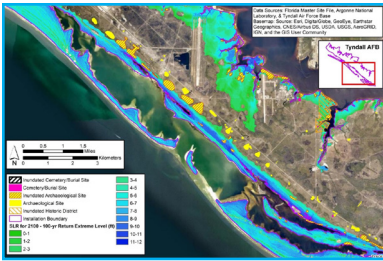 Data Sources: Florida Master Site File, Argonne National
Laboratory, & Tyndall Air Force Base
Basemap: Source: Esri, DigitalGlobe, GeoEye, Earthstar
Geographics, CNES/Airbus DS, USDA, USGS, AeroGRID,
IGN, and the GIS User Community
Tyndall AFB
N
0 0.5 1 1.5
Miles
0 1 2 3
Kilometers
Inundated Cemetery/Burial Site
Cemetery/Burial Site
Inundated Archaeological Site
Archaeological Site
Inundated Historic District
Installation Boundary
SLR for 2100 - 100-yr Return Extreme Level (ft)
0-1
1-2
2-3
3-4
4-5
5-6
6-7
7-8
8-9
9-10
10-11
11-12